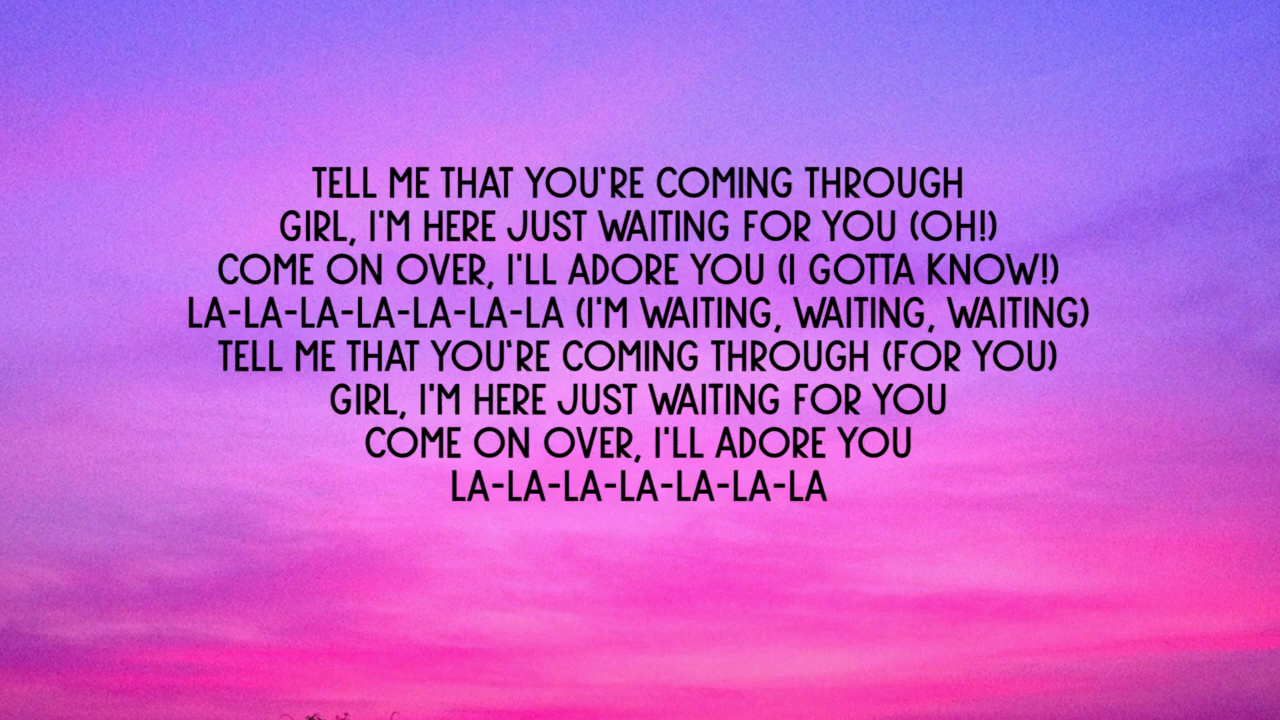 TELL ME THAT YOU'RE COMING THROUGH
GIRL, I'M HERE JUST WAITING FOR YOU (OH!)
COME ON OVER, I'LL ADORE YOU (I GOTTA KNOW!)
LA-LA-LA-LA-LA-LA-LA (I'M WAITING, WAITING, WAITING)
TELL ME THAT YOU'RE COMING THROUGH (FOR YOU)
GIRL, I'M HERE JUST WAITING FOR YOU
COME ON OVER, I'LL ADORE YOU
LA-LA-LA-LA-LA-LA-LA